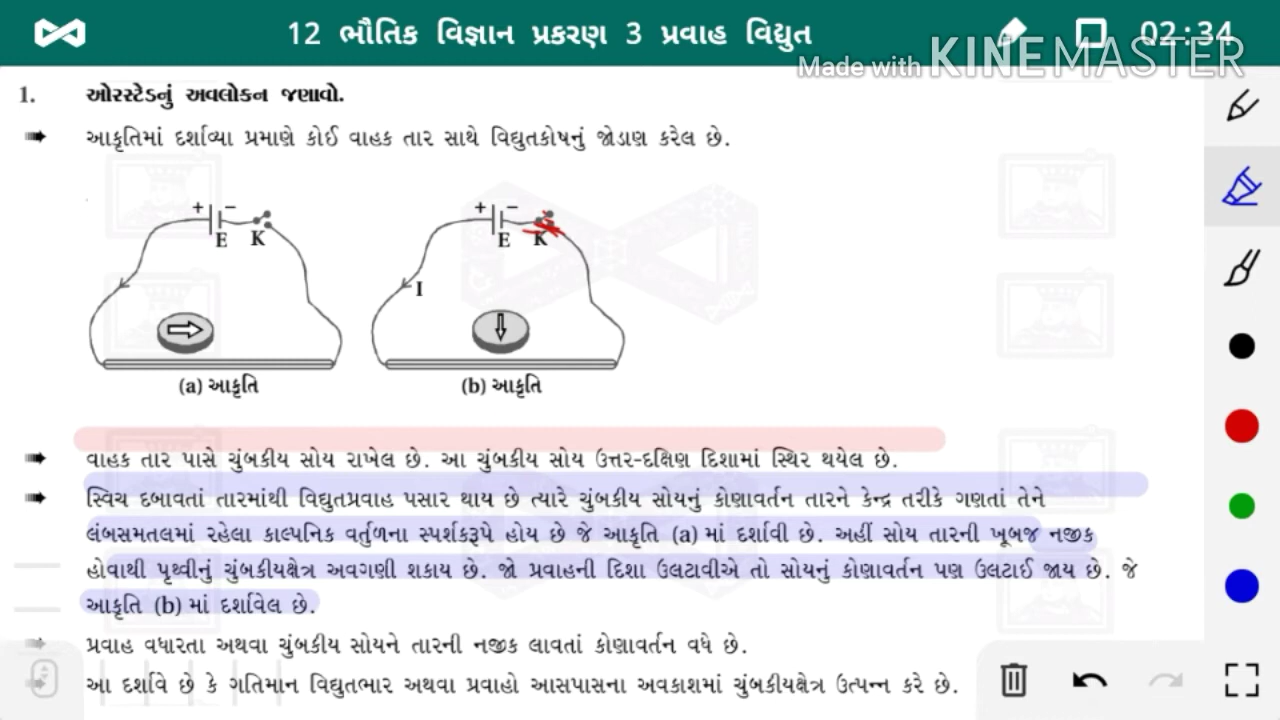 12 ભૌતિક વિજ્ઞાન પ્રકરણ 3 પ્રવાહ વિદ્યુત
02:34
Made with KINEMASTER
1. ઓરસ્ટેડનું અવલોકન જણાવો.
આકૃતિમાં દર્શાવ્યા પ્રમાણે કોઈ વાહક તાર સાથે વિદ્યુતકોષનું જોડાણ કરેલ છે.
+ − + −
E K E K
I
(a) આકૃતિ (b) આકૃતિ
વાહક તાર પાસે ચુંબકીય સોય રાખેલ છે. આ ચુંબકીય સોય ઉત્તર-દક્ષિણ દિશામાં સ્થિર થયેલ છે.
સ્વિચ દબાવતાં તારમાંથી વિદ્યુતપ્રવાહ પસાર થાય છે ત્યારે ચુંબકીય સોયનું કોણાવર્તન તારને કેન્દ્ર તરીકે ગણતાં તેને
લંબસમતલમાં રહેલા કાલ્પનિક વર્તુળના સ્પર્શકરૂપે હોય છે જે આકૃતિ (a) માં દર્શાવી છે. અહીં સોય તારની ખૂબજ નજીક
હોવાથી પૃથ્વીનું ચુંબકીયક્ષેત્ર અવગણી શકાય છે. જો પ્રવાહની દિશા ઉલટાવીએ તો સોયનું કોણાવર્તન પણ ઉલટાઈ જાય છે. જે
આકૃતિ (b) માં દર્શાવેલ છે.
પ્રવાહ વધારતા અથવા ચુંબકીય સોયને તારની નજીક લાવતાં કોણાવર્તન વધે છે.
આ દર્શાવે છે કે ગતિમાન વિદ્યુતભાર અથવા પ્રવાહો આસપાસના અવકાશમાં ચુંબકીયક્ષેત્ર ઉત્પન્ન કરે છે.